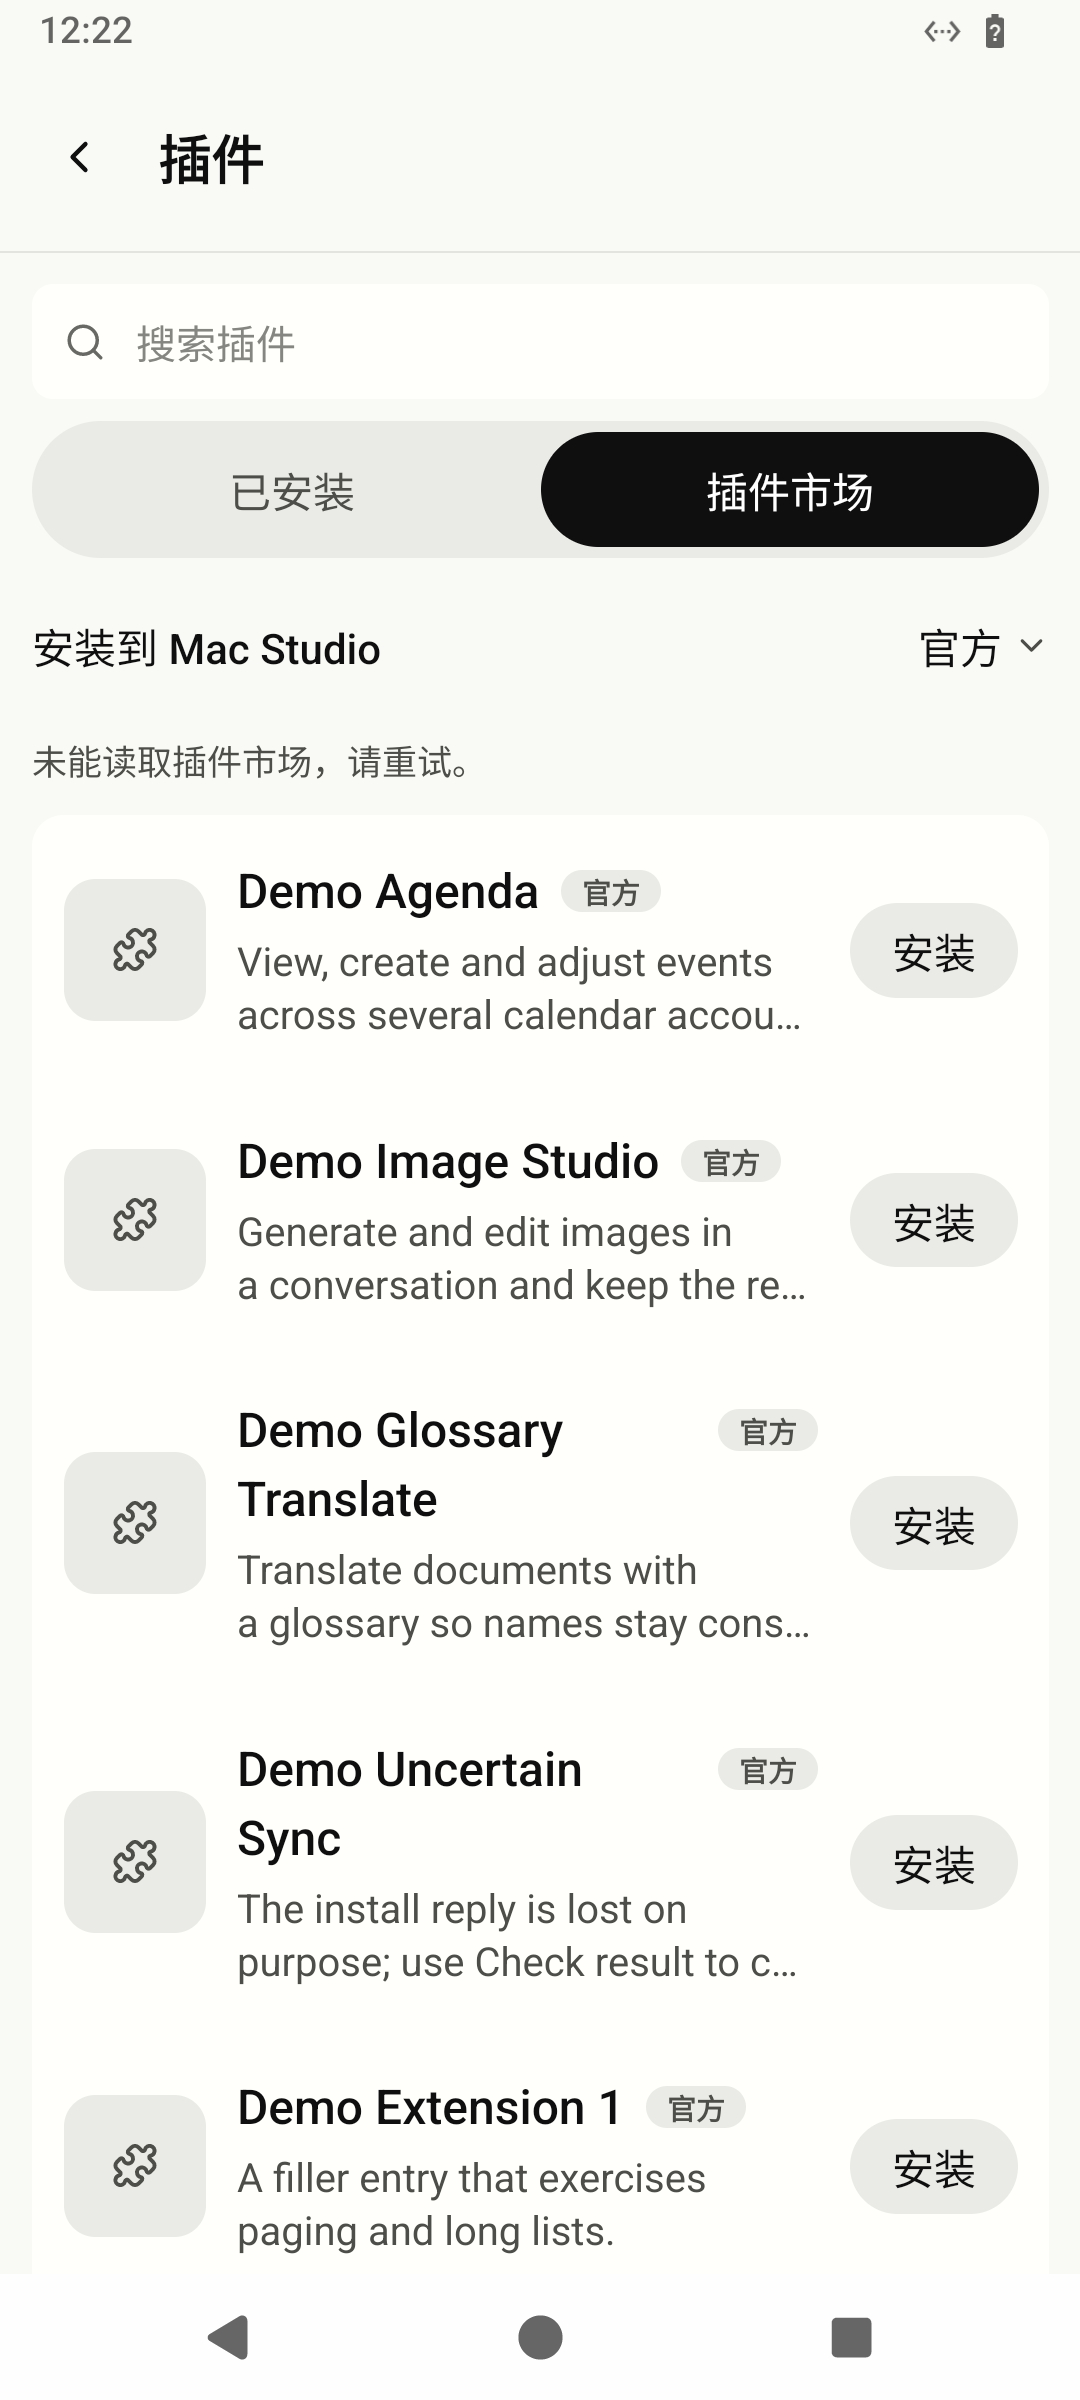 12:22
插件
搜索插件
已安装
插件市场
安装到 Mac Studio
官方
未能读取插件市场，请重试。
Demo Agenda 官方
View, create and adjust events
across several calendar accou…
安装
Demo Image Studio 官方
Generate and edit images in
a conversation and keep the re…
安装
Demo Glossary 官方
Translate
Translate documents with
a glossary so names stay cons…
安装
Demo Uncertain 官方
Sync
The install reply is lost on
purpose; use Check result to c…
安装
Demo Extension 1 官方
A filler entry that exercises
paging and long lists.
安装